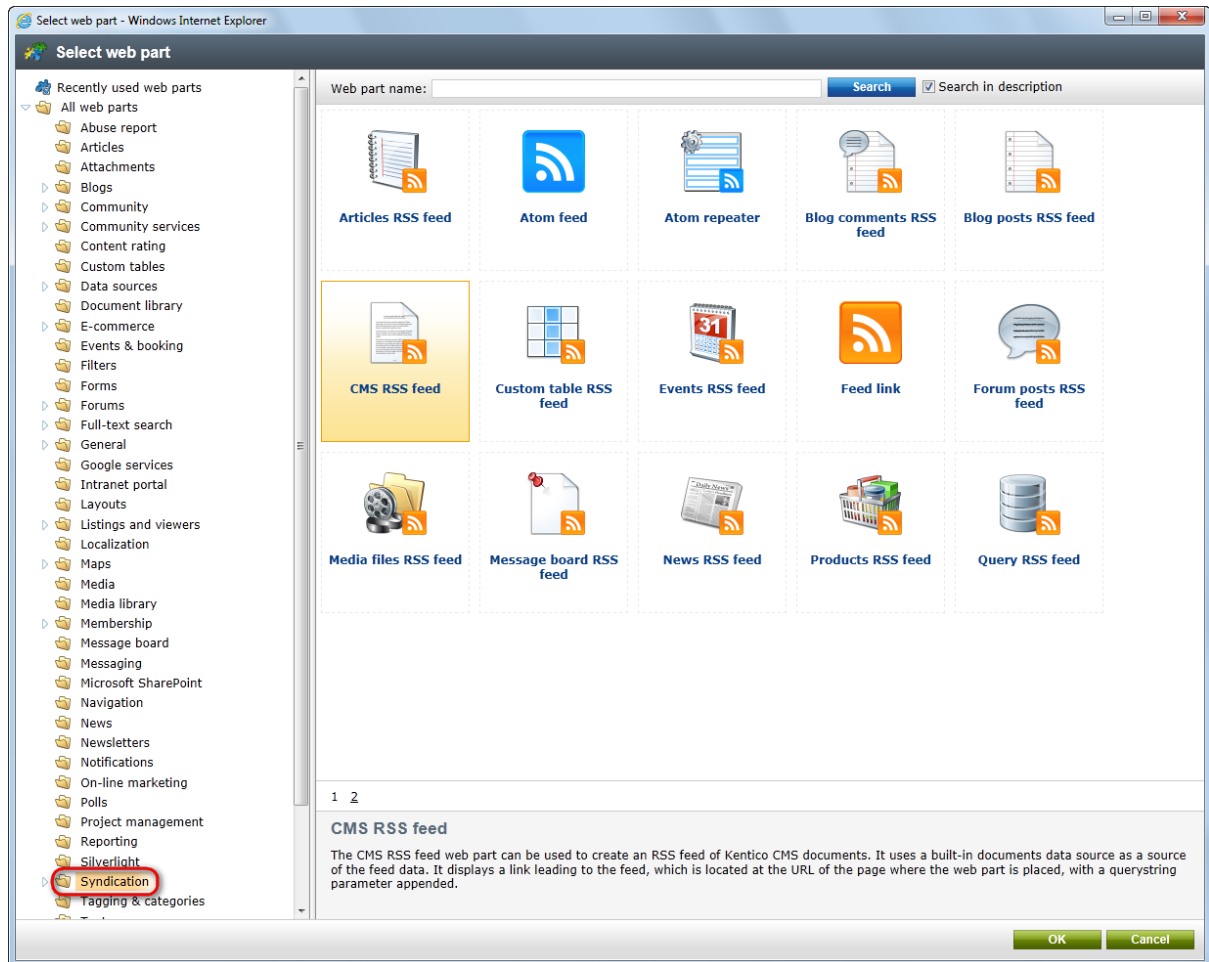 Select web part - Windows Internet Explorer
Select web part
Recently used web parts
All web parts
Abuse report
Articles
Attachments
Blogs
Community
Community services
Content rating
Custom tables
Data sources
Document library
E-commerce
Events & booking
Filters
Forms
Forums
Full-text search
General
Google services
Intranet portal
Layouts
Listings and viewers
Localization
Maps
Media
Media library
Membership
Message board
Messaging
Microsoft SharePoint
Navigation
News
Newsletters
Notifications
On-line marketing
Polls
Project management
Reporting
Silverlight
Syndication
Tagging & categories
Web part name:
Search
Search in description
Articles RSS feed
Atom feed
Atom repeater
Blog comments RSS
feed
Blog posts RSS feed
CMS RSS feed
Custom table RSS
feed
31
Events RSS feed
Feed link
Forum posts RSS
feed
Media files RSS feed
Message board RSS
feed
Daily News
News RSS feed
Products RSS feed
Query RSS feed
1 2
CMS RSS feed
The CMS RSS feed web part can be used to create an RSS feed of Kentico CMS documents. It uses a built-in documents data source as a source
of the feed data. It displays a link leading to the feed, which is located at the URL of the page where the web part is placed, with a querystring
parameter appended.
OK
Cancel